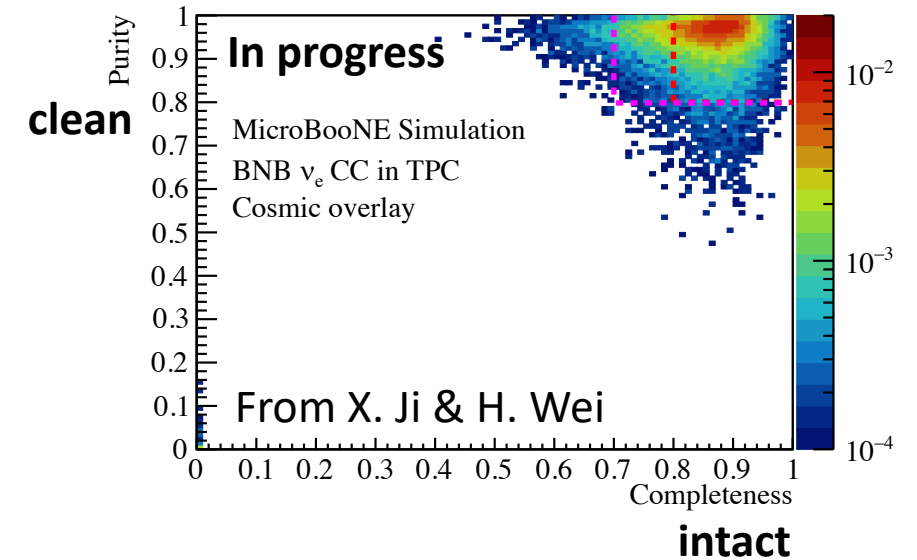 Purity
1
0.9
0.8
0.7
0.6
0.5
0.4
0.3
0.2
0.1
0
clean
In progress
MicroBooNE Simulation
BNB νₑ CC in TPC
Cosmic overlay
From X. Ji & H. Wei
0 0.1 0.2 0.3 0.4 0.5 0.6 0.7 0.8 0.9 1
Completeness
intact
10⁻²
10⁻³
10⁻⁴